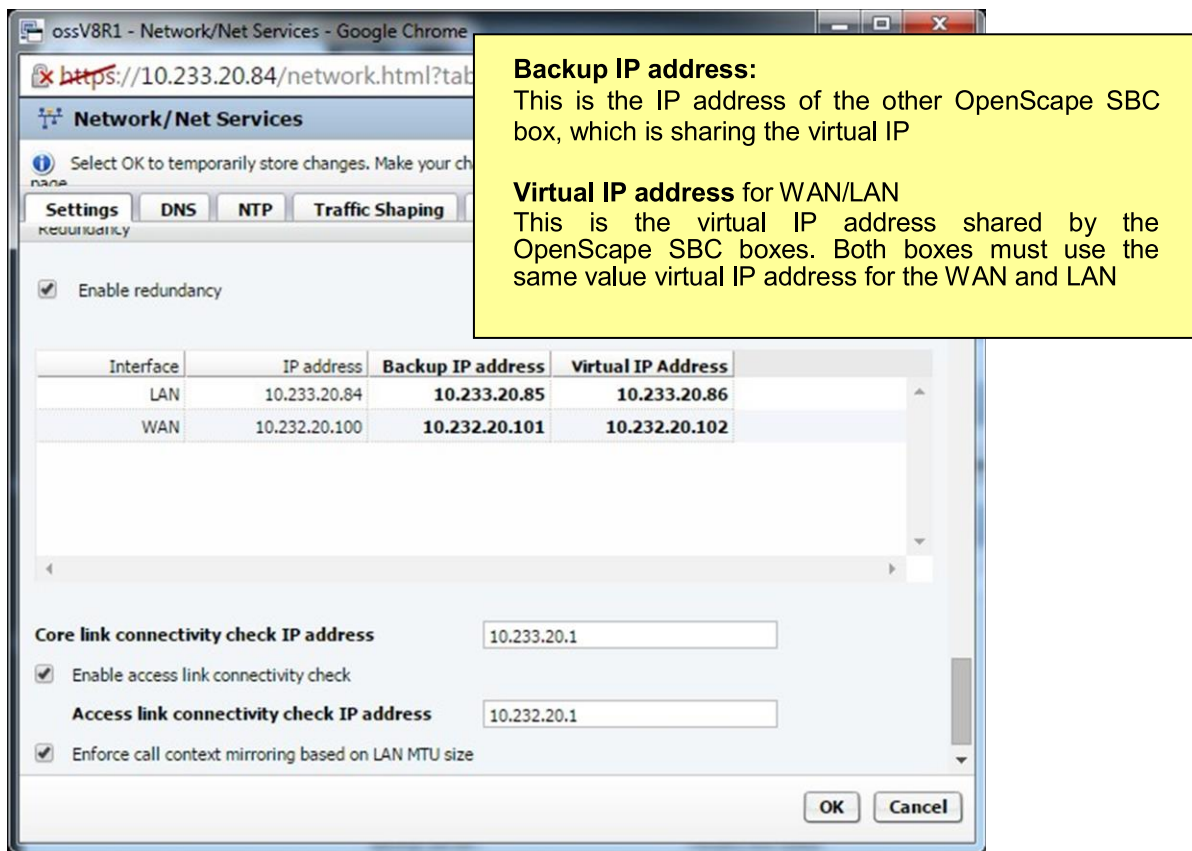 ossV8R1 - Network/Net Services - Google Chrome
https://10.233.20.84/network.html?tab
Network/Net Services
Select OK to temporarily store changes. Make your ch
page
Settings DNS NTP Traffic Shaping
Redundancy
Enable redundancy
Backup IP address:
This is the IP address of the other OpenScape SBC
box, which is sharing the virtual IP
Virtual IP address for WAN/LAN
This is the virtual IP address shared by the
OpenScape SBC boxes. Both boxes must use the
same value virtual IP address for the WAN and LAN
Interface IP address Backup IP address Virtual IP Address
LAN 10.233.20.84 10.233.20.85 10.233.20.86
WAN 10.232.20.100 10.232.20.101 10.232.20.102
Core link connectivity check IP address 10.233.20.1
Enable access link connectivity check
Access link connectivity check IP address 10.232.20.1
Enforce call context mirroring based on LAN MTU size
OK Cancel